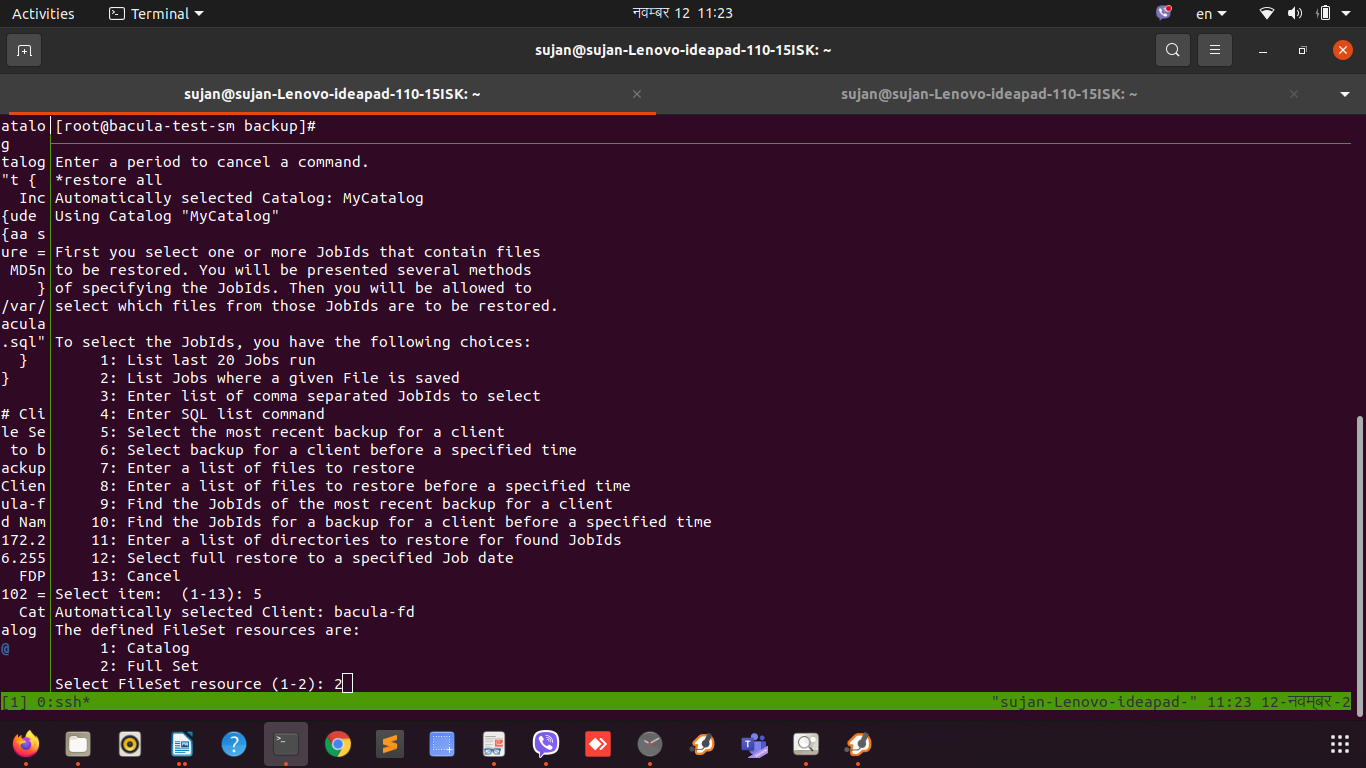 Activities
Terminal
नवम्बर 12 11:23
en
sujan@sujan-Lenovo-ideapad-110-15ISK: ~
sujan@sujan-Lenovo-ideapad-110-15ISK: ~
sujan@sujan-Lenovo-ideapad-110-15ISK: ~
atalo
g
talog
"t {
Inc
{ude
{aa s
ure =
MD5n
}
/var/
acula
.sql"
}
}
# Cli
le Se
to b
ackup
Clien
ula-f
d Nam
172.2
6.255
FDP
102 =
Cat
alog
@
[root@bacula-test-sm backup]#
Enter a period to cancel a command.
*restore all
Automatically selected Catalog: MyCatalog
Using Catalog "MyCatalog"
First you select one or more JobIds that contain files
to be restored. You will be presented several methods
of specifying the JobIds. Then you will be allowed to
select which files from those JobIds are to be restored.
To select the JobIds, you have the following choices:
1: List last 20 Jobs run
2: List Jobs where a given File is saved
3: Enter list of comma separated JobIds to select
4: Enter SQL list command
5: Select the most recent backup for a client
6: Select backup for a client before a specified time
7: Enter a list of files to restore
8: Enter a list of files to restore before a specified time
9: Find the JobIds of the most recent backup for a client
10: Find the JobIds for a backup for a client before a specified time
11: Enter a list of directories to restore for found JobIds
12: Select full restore to a specified Job date
13: Cancel
Select item:  (1-13): 5
Automatically selected Client: bacula-fd
The defined FileSet resources are:
1: Catalog
2: Full Set
Select FileSet resource (1-2): 2
[1] 0:ssh*
"sujan-Lenovo-ideapad-" 11:23 12-नवम्बर-2